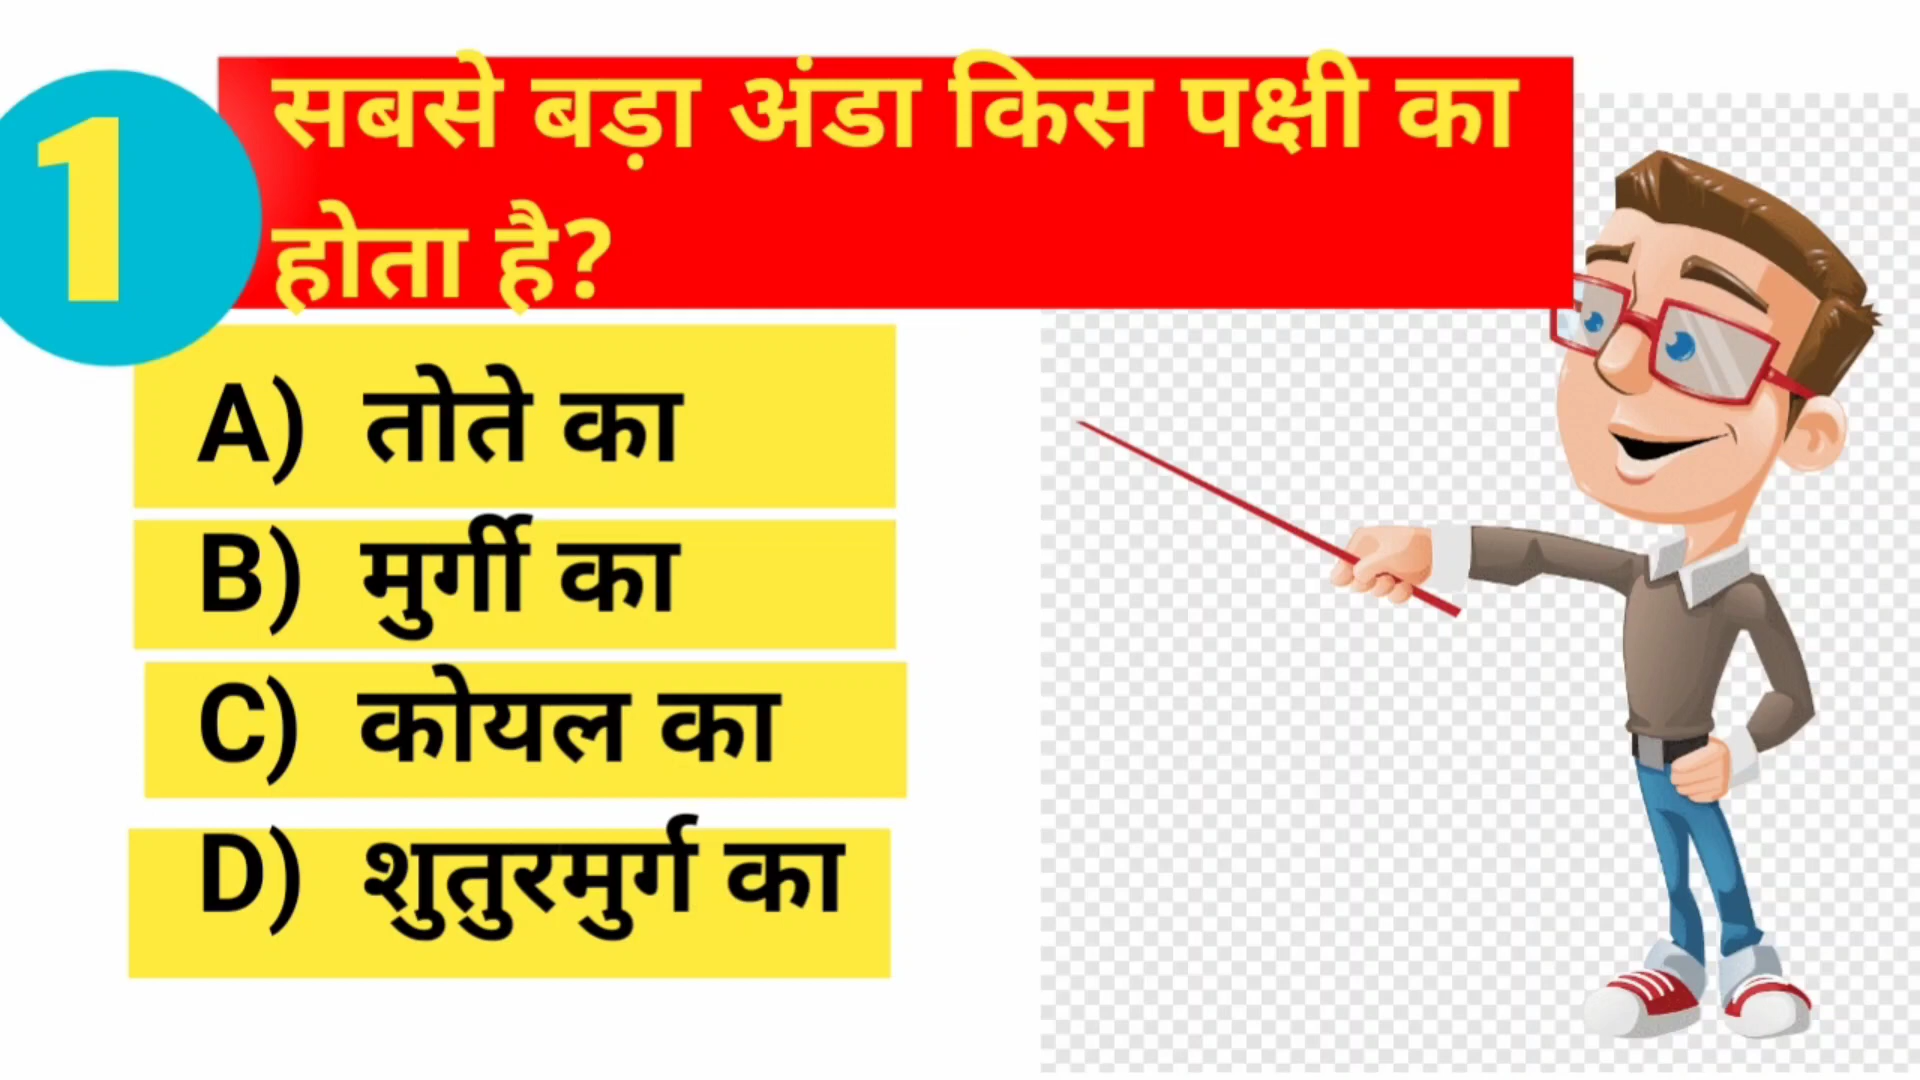 1
सबसे बड़ा अंडा किस पक्षी का
होता है?
A) तोते का
B) मुर्गी का
C) कोयल का
D) शुतुरमुर्ग का